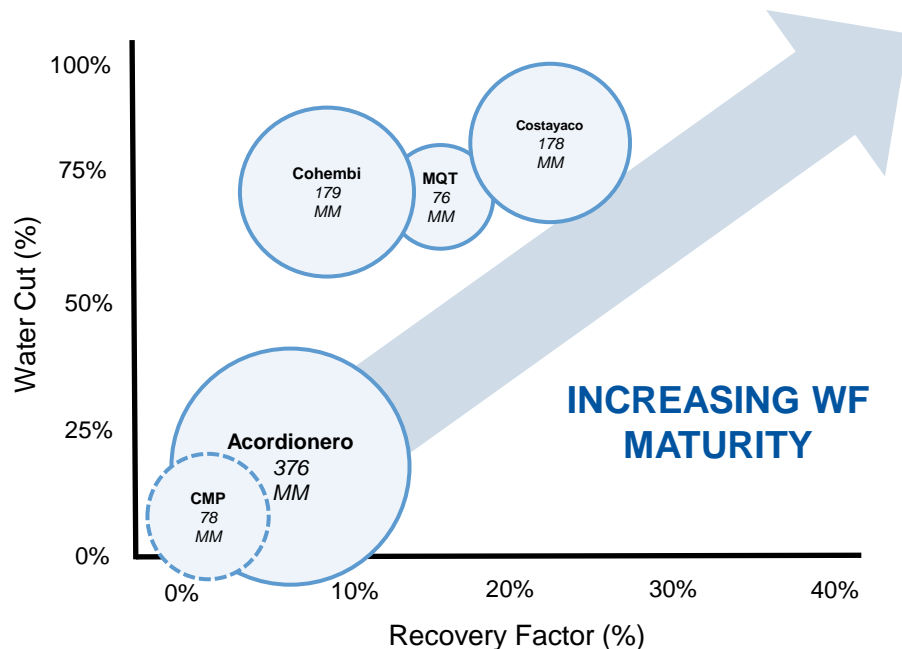 100%
75%
50%
25%
0%
Water Cut (%)
Costayaco
178
MM
Cohembi
179
MM
MQT
76
MM
Acordionero
376
MM
CMP
78
MM
INCREASING WF
MATURITY
0%
10%
20%
30%
40%
Recovery Factor (%)